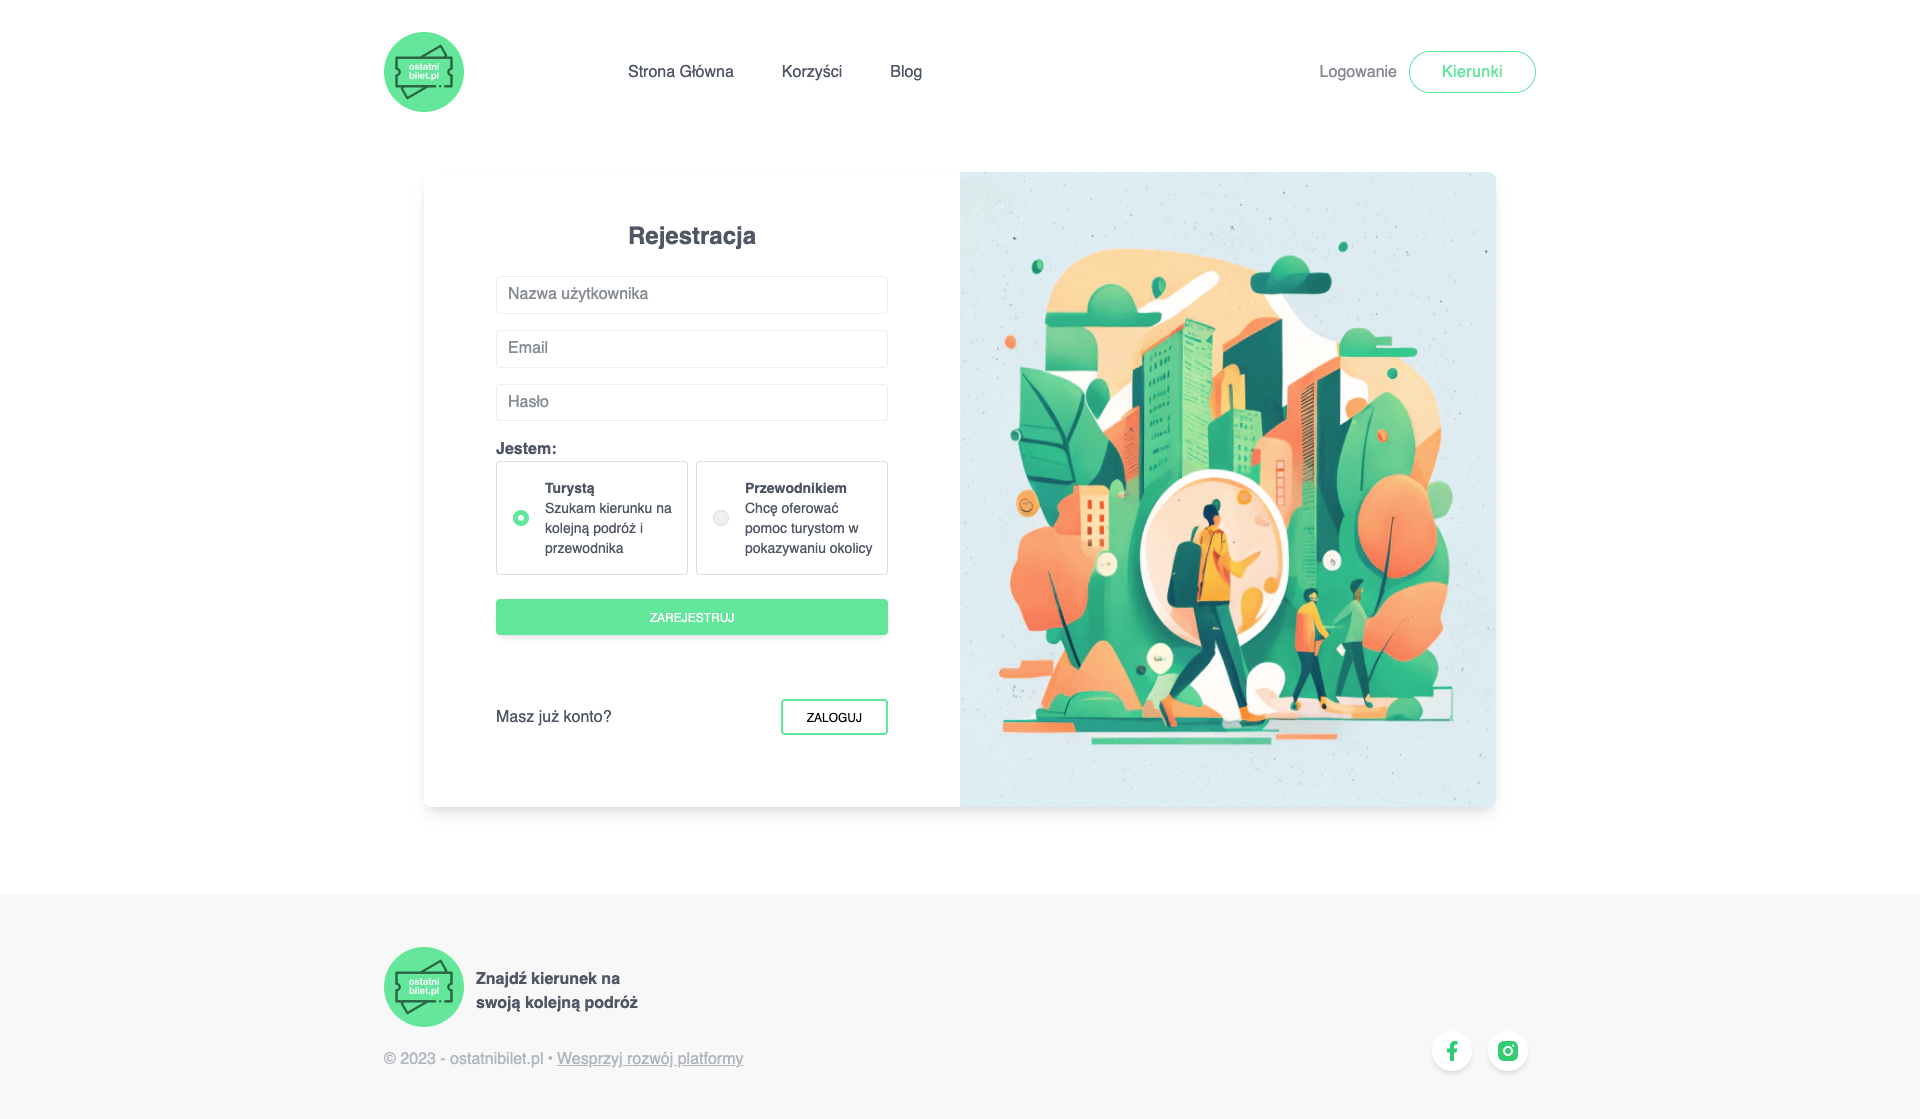 ostatni
bilet.pl
Strona Główna
Korzyści
Blog
Logowanie
Kierunki
Rejestracja
Nazwa użytkownika
Email
Hasło
Jestem:
Turystą
Szukam kierunku na
kolejną podróż i
przewodnika
Przewodnikiem
Chcę oferować
pomoc turystom w
pokazywaniu okolicy
ZAREJESTRUJ
Masz już konto?
ZALOGUJ
ostatni
bilet.pl
Znajdź kierunek na
swoją kolejną podróż
© 2023 - ostatnibilet.pl • Wesprzyj rozwój platformy